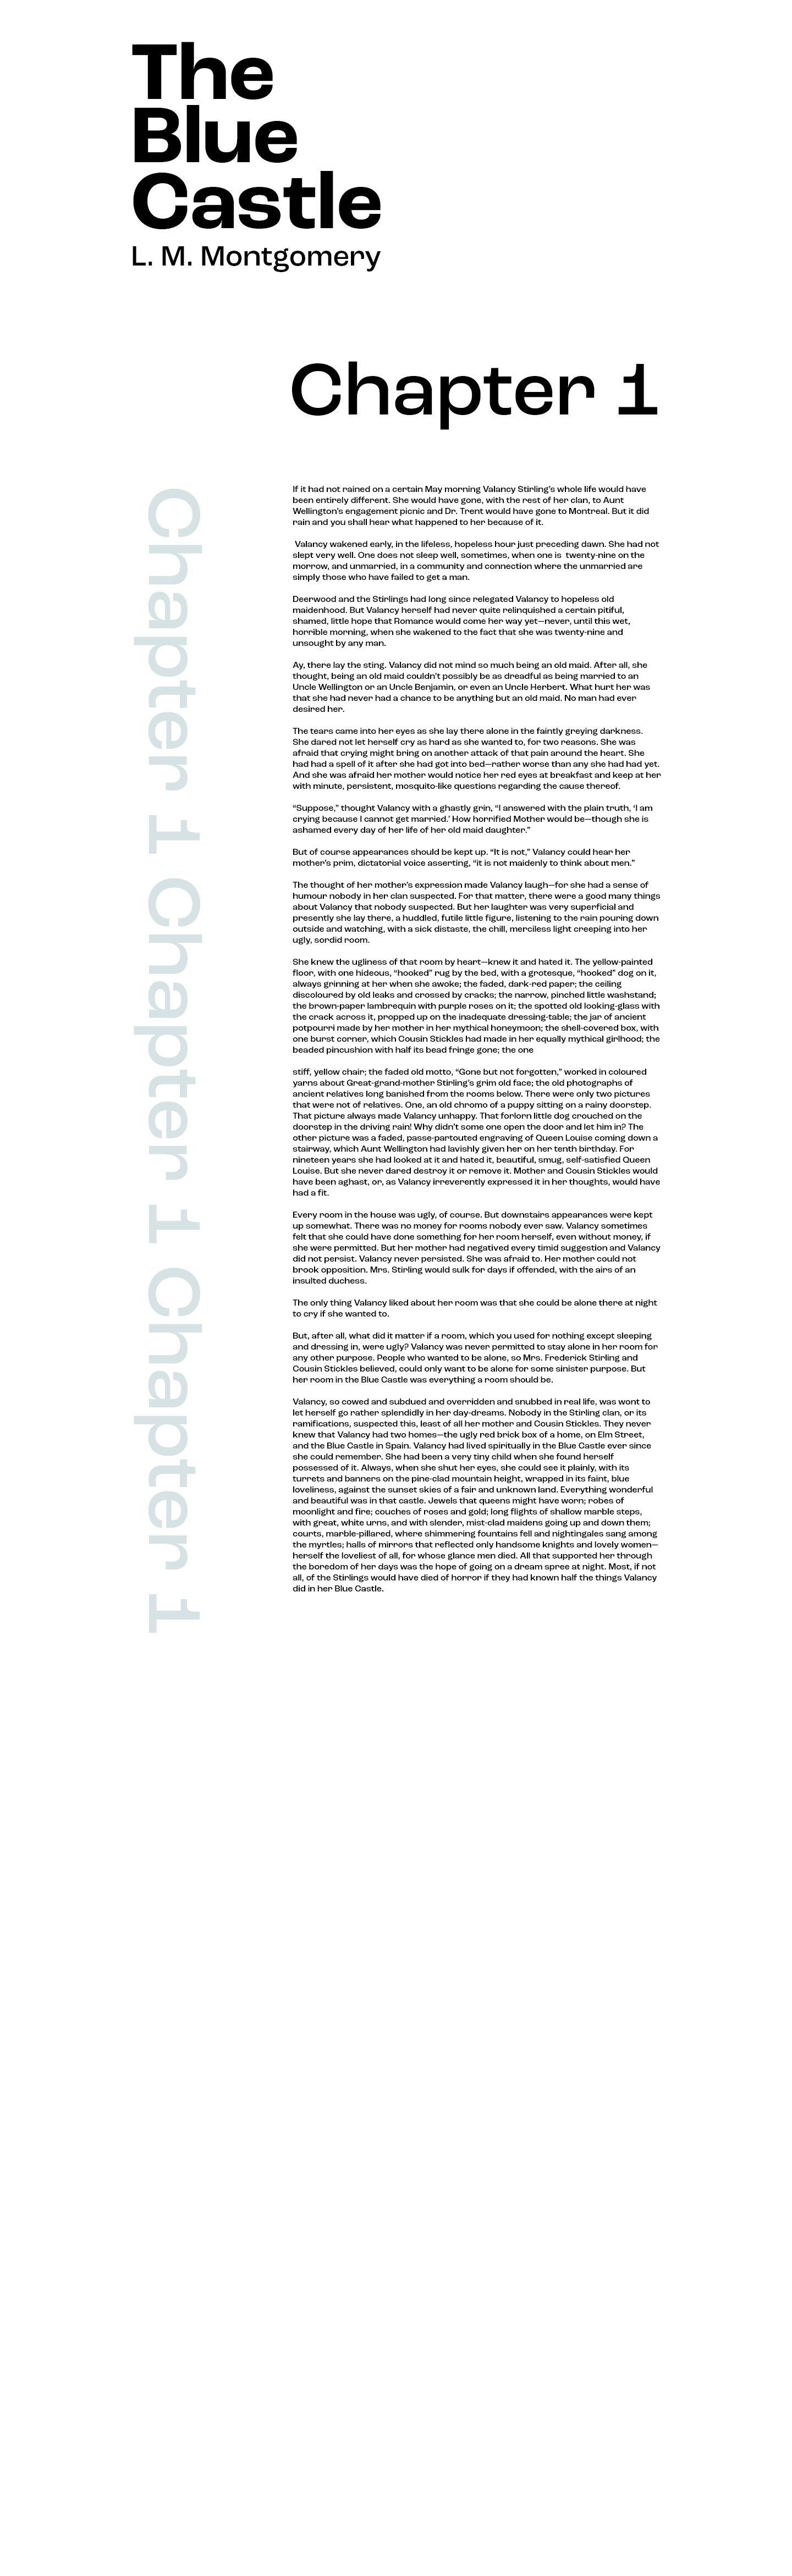 The
Blue
Castle
L. M. Montgomery
Chapter 1
Chapter 1 Chapter 1 Chapter 1
If it had not rained on a certain May morning Valancy Stirling’s whole life would have
been entirely different. She would have gone, with the rest of her clan, to Aunt
Wellington’s engagement picnic and Dr. Trent would have gone to Montreal. But it did
rain and you shall hear what happened to her because of it.
Valancy wakened early, in the lifeless, hopeless hour just preceding dawn. She had not
slept very well. One does not sleep well, sometimes, when one is twenty-nine on the
morrow, and unmarried, in a community and connection where the unmarried are
simply those who have failed to get a man.
Deerwood and the Stirlings had long since relegated Valancy to hopeless old
maidenhood. But Valancy herself had never quite relinquished a certain pitiful,
shamed, little hope that Romance would come her way yet—never, until this wet,
horrible morning, when she wakened to the fact that she was twenty-nine and
unsought by any man.
Ay, there lay the sting. Valancy did not mind so much being an old maid. After all, she
thought, being an old maid couldn’t possibly be as dreadful as being married to an
Uncle Wellington or an Uncle Benjamin, or even an Uncle Herbert. What hurt her was
that she had never had a chance to be anything but an old maid. No man had ever
desired her.
The tears came into her eyes as she lay there alone in the faintly greying darkness.
She dared not let herself cry as hard as she wanted to, for two reasons. She was
afraid that crying might bring on another attack of that pain around the heart. She
had had a spell of it after she had got into bed—rather worse than any she had had yet.
And she was afraid her mother would notice her red eyes at breakfast and keep at her
with minute, persistent, mosquito-like questions regarding the cause thereof.
“Suppose,” thought Valancy with a ghastly grin, “I answered with the plain truth, ‘I am
crying because I cannot get married.’ How horrified Mother would be—though she is
ashamed every day of her life of her old maid daughter.”
But of course appearances should be kept up. “It is not,” Valancy could hear her
mother’s prim, dictatorial voice asserting, “it is not maidenly to think about men.”
The thought of her mother’s expression made Valancy laugh—for she had a sense of
humour nobody in her clan suspected. For that matter, there were a good many things
about Valancy that nobody suspected. But her laughter was very superficial and
presently she lay there, a huddled, futile little figure, listening to the rain pouring down
outside and watching, with a sick distaste, the chill, merciless light creeping into her
ugly, sordid room.
She knew the ugliness of that room by heart—knew it and hated it. The yellow-painted
floor, with one hideous, “hooked” rug by the bed, with a grotesque, “hooked” dog on it,
always grinning at her when she awoke; the faded, dark-red paper; the ceiling
discoloured by old leaks and crossed by cracks; the narrow, pinched little washstand;
the brown-paper lambrequin with purple roses on it; the spotted old looking-glass with
the crack across it, propped up on the inadequate dressing-table; the jar of ancient
potpourri made by her mother in her mythical honeymoon; the shell-covered box, with
one burst corner, which Cousin Stickles had made in her equally mythical girlhood; the
beaded pincushion with half its bead fringe gone; the one
stiff, yellow chair; the faded old motto, “Gone but not forgotten,” worked in coloured
yarns about Great-grand-mother Stirling’s grim old face; the old photographs of
ancient relatives long banished from the rooms below. There were only two pictures
that were not of relatives. One, an old chromo of a puppy sitting on a rainy doorstep.
That picture always made Valancy unhappy. That forlorn little dog crouched on the
doorstep in the driving rain! Why didn’t some one open the door and let him in? The
other picture was a faded, passe-partouted engraving of Queen Louise coming down a
stairway, which Aunt Wellington had lavishly given her on her tenth birthday. For
nineteen years she had looked at it and hated it, beautiful, smug, self-satisfied Queen
Louise. But she never dared destroy it or remove it. Mother and Cousin Stickles would
have been aghast, or, as Valancy irreverently expressed it in her thoughts, would have
had a fit.
Every room in the house was ugly, of course. But downstairs appearances were kept
up somewhat. There was no money for rooms nobody ever saw. Valancy sometimes
felt that she could have done something for her room herself, even without money, if
she were permitted. But her mother had negatived every timid suggestion and Valancy
did not persist. Valancy never persisted. She was afraid to. Her mother could not
brook opposition. Mrs. Stirling would sulk for days if offended, with the airs of an
insulted duchess.
The only thing Valancy liked about her room was that she could be alone there at night
to cry if she wanted to.
But, after all, what did it matter if a room, which you used for nothing except sleeping
and dressing in, were ugly? Valancy was never permitted to stay alone in her room for
any other purpose. People who wanted to be alone, so Mrs. Frederick Stirling and
Cousin Stickles believed, could only want to be alone for some sinister purpose. But
her room in the Blue Castle was everything a room should be.
Valancy, so cowed and subdued and overridden and snubbed in real life, was wont to
let herself go rather splendidly in her day-dreams. Nobody in the Stirling clan, or its
ramifications, suspected this, least of all her mother and Cousin Stickles. They never
knew that Valancy had two homes—the ugly red brick box of a home, on Elm Street,
and the Blue Castle in Spain. Valancy had lived spiritually in the Blue Castle ever since
she could remember. She had been a very tiny child when she found herself
possessed of it. Always, when she shut her eyes, she could see it plainly, with its
turrets and banners on the pine-clad mountain height, wrapped in its faint, blue
loveliness, against the sunset skies of a fair and unknown land. Everything wonderful
and beautiful was in that castle. Jewels that queens might have worn; robes of
moonlight and fire; couches of roses and gold; long flights of shallow marble steps,
with great, white urns, and with slender, mist-clad maidens going up and down them;
courts, marble-pillared, where shimmering fountains fell and nightingales sang among
the myrtles; halls of mirrors that reflected only handsome knights and lovely women—
herself the loveliest of all, for whose glance men died. All that supported her through
the boredom of her days was the hope of going on a dream spree at night. Most, if not
all, of the Stirlings would have died of horror if they had known half the things Valancy
did in her Blue Castle.